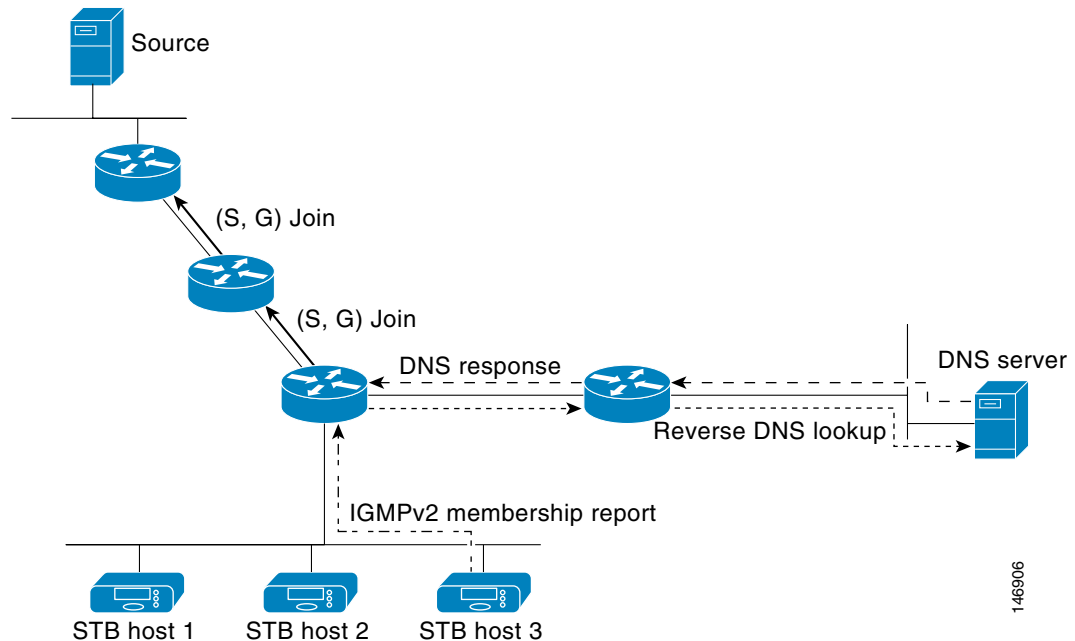 Source
(S, G) Join
(S, G) Join
DNS response
DNS server
Reverse DNS lookup
IGMPv2 membership report
STB host 1
STB host 2
STB host 3
146906